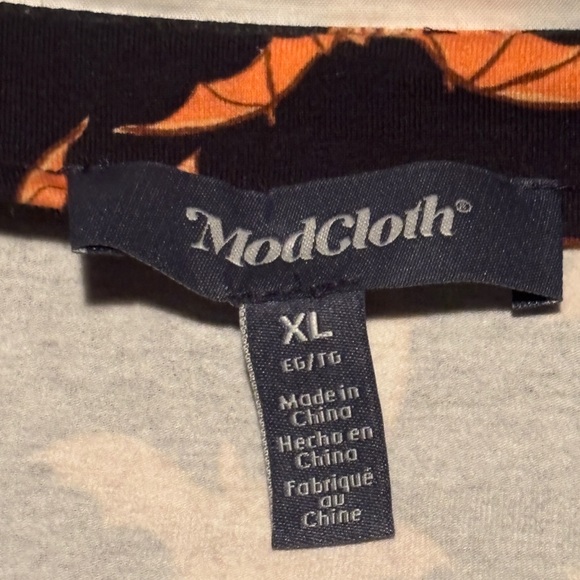 ModCloth®
XL
EG/TG
Made in
China
Hecho en
China
Fabriqué
au
Chine